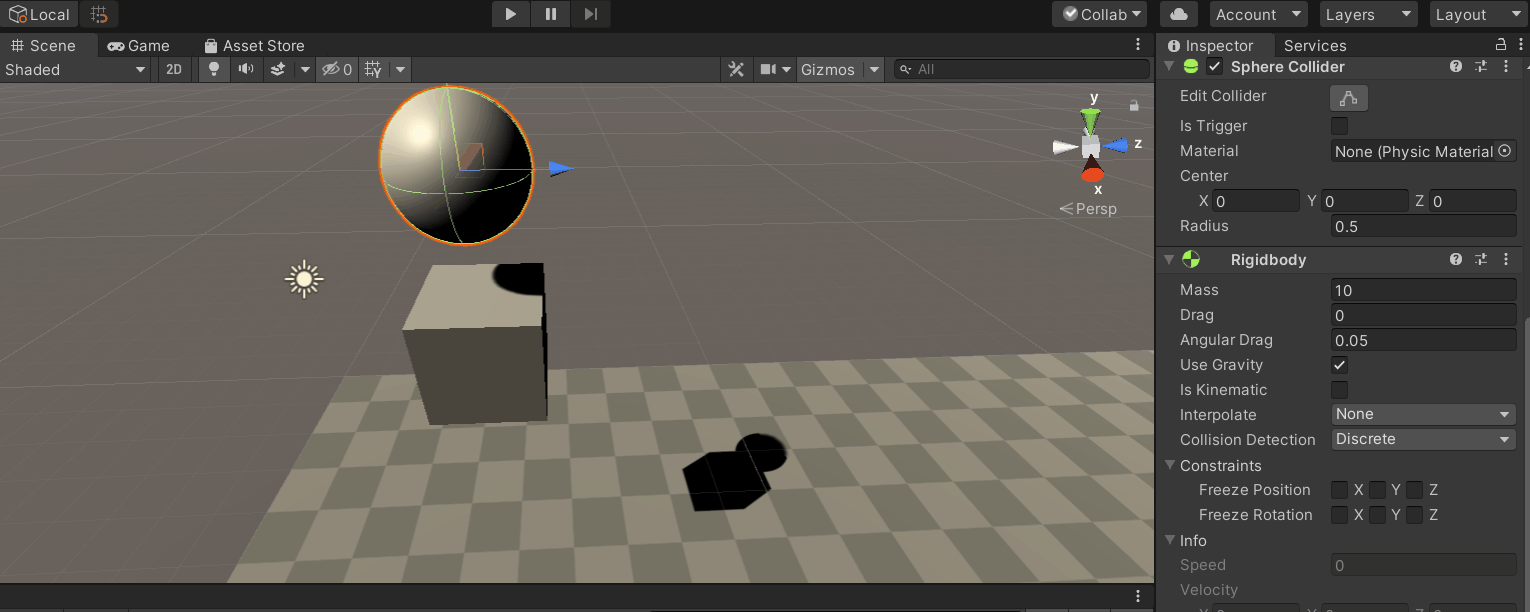 Local Collab Account Layers Layout
Scene Game Asset Store Inspector Services
Shaded 2D 0 Gizmos All
Sphere Collider
Edit Collider
Is Trigger
Material None (Physic Material
Center
X 0 Y 0 Z 0
Radius 0.5
y
z
x
Persp
Rigidbody
Mass 10
Drag 0
Angular Drag 0.05
Use Gravity
Is Kinematic
Interpolate None
Collision Detection Discrete
Constraints
Freeze Position X Y Z
Freeze Rotation X Y Z
Info
Speed 0
Velocity